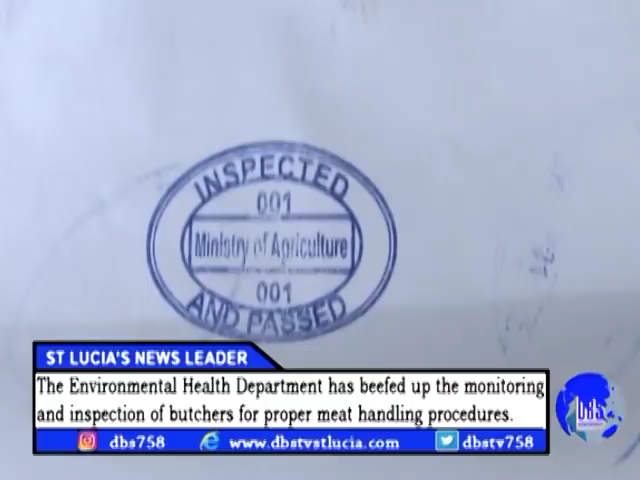 INSPECTED
001
Ministry of Agriculture
001
AND PASSED
ST LUCIA'S NEWS LEADER
The Environmental Health Department has beefed up the monitoring
and inspection of butchers for proper meat handling procedures.
dbs758 www.dbstvstlucia.com dbstv758
dbs